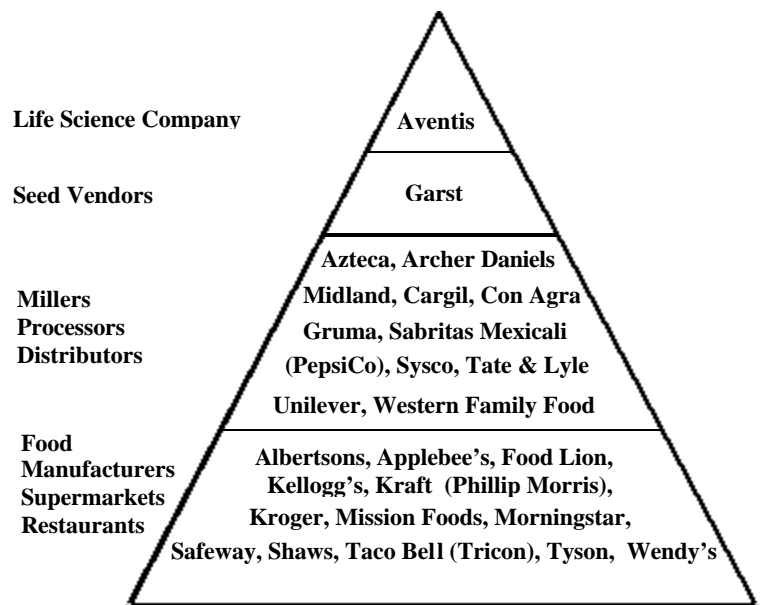 Life Science Company
Aventis
Seed Vendors
Garst
Millers
Processors
Distributors
Azteca, Archer Daniels
Midland, Cargil, Con Agra
Gruma, Sabritas Mexicali
(PepsiCo), Sysco, Tate & Lyle
Unilever, Western Family Food
Food
Manufacturers
Supermarkets
Restaurants
Albertsons, Applebee's, Food Lion,
Kellogg's, Kraft (Phillip Morris),
Kroger, Mission Foods, Morningstar,
Safeway, Shaws, Taco Bell (Tricon), Tyson, Wendy's